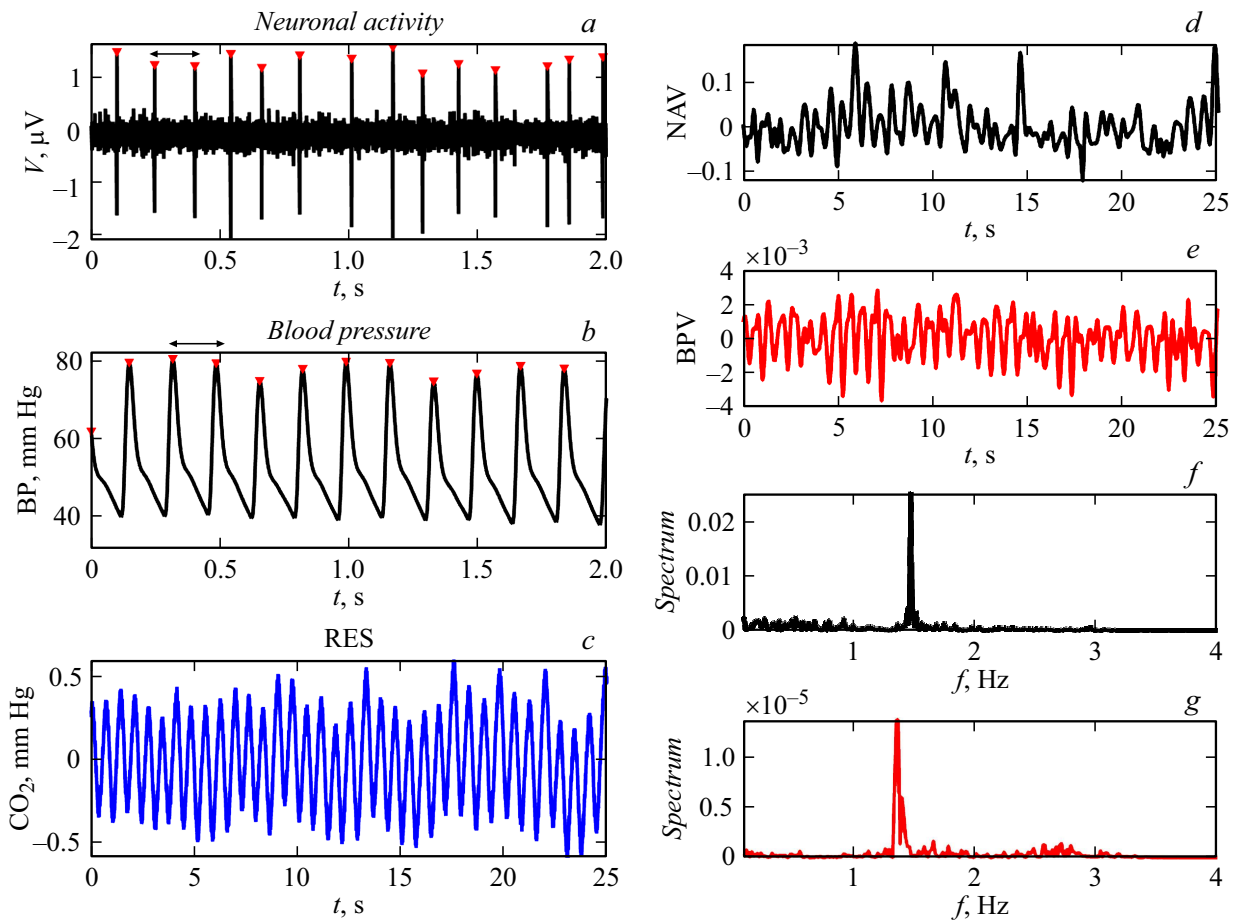 Neuronal activity
a
1
0
−1
−2
V, μV
0
0.5
1.0
1.5
2.0
t, s
Blood pressure
b
80
60
40
BP, mm Hg
0
0.5
1.0
1.5
2.0
t, s
RES
c
0.5
0
−0.5
CO2, mm Hg
0
5
10
15
20
25
t, s
d
0.1
0
−0.1
NAV
0
5
10
15
20
25
t, s
×10−3
e
4
2
0
−2
−4
BPV
0
5
10
15
20
25
t, s
f
0.02
0.01
0
Spectrum
1
2
3
4
f, Hz
×10−5
g
1.0
0.5
0
Spectrum
1
2
3
4
f, Hz